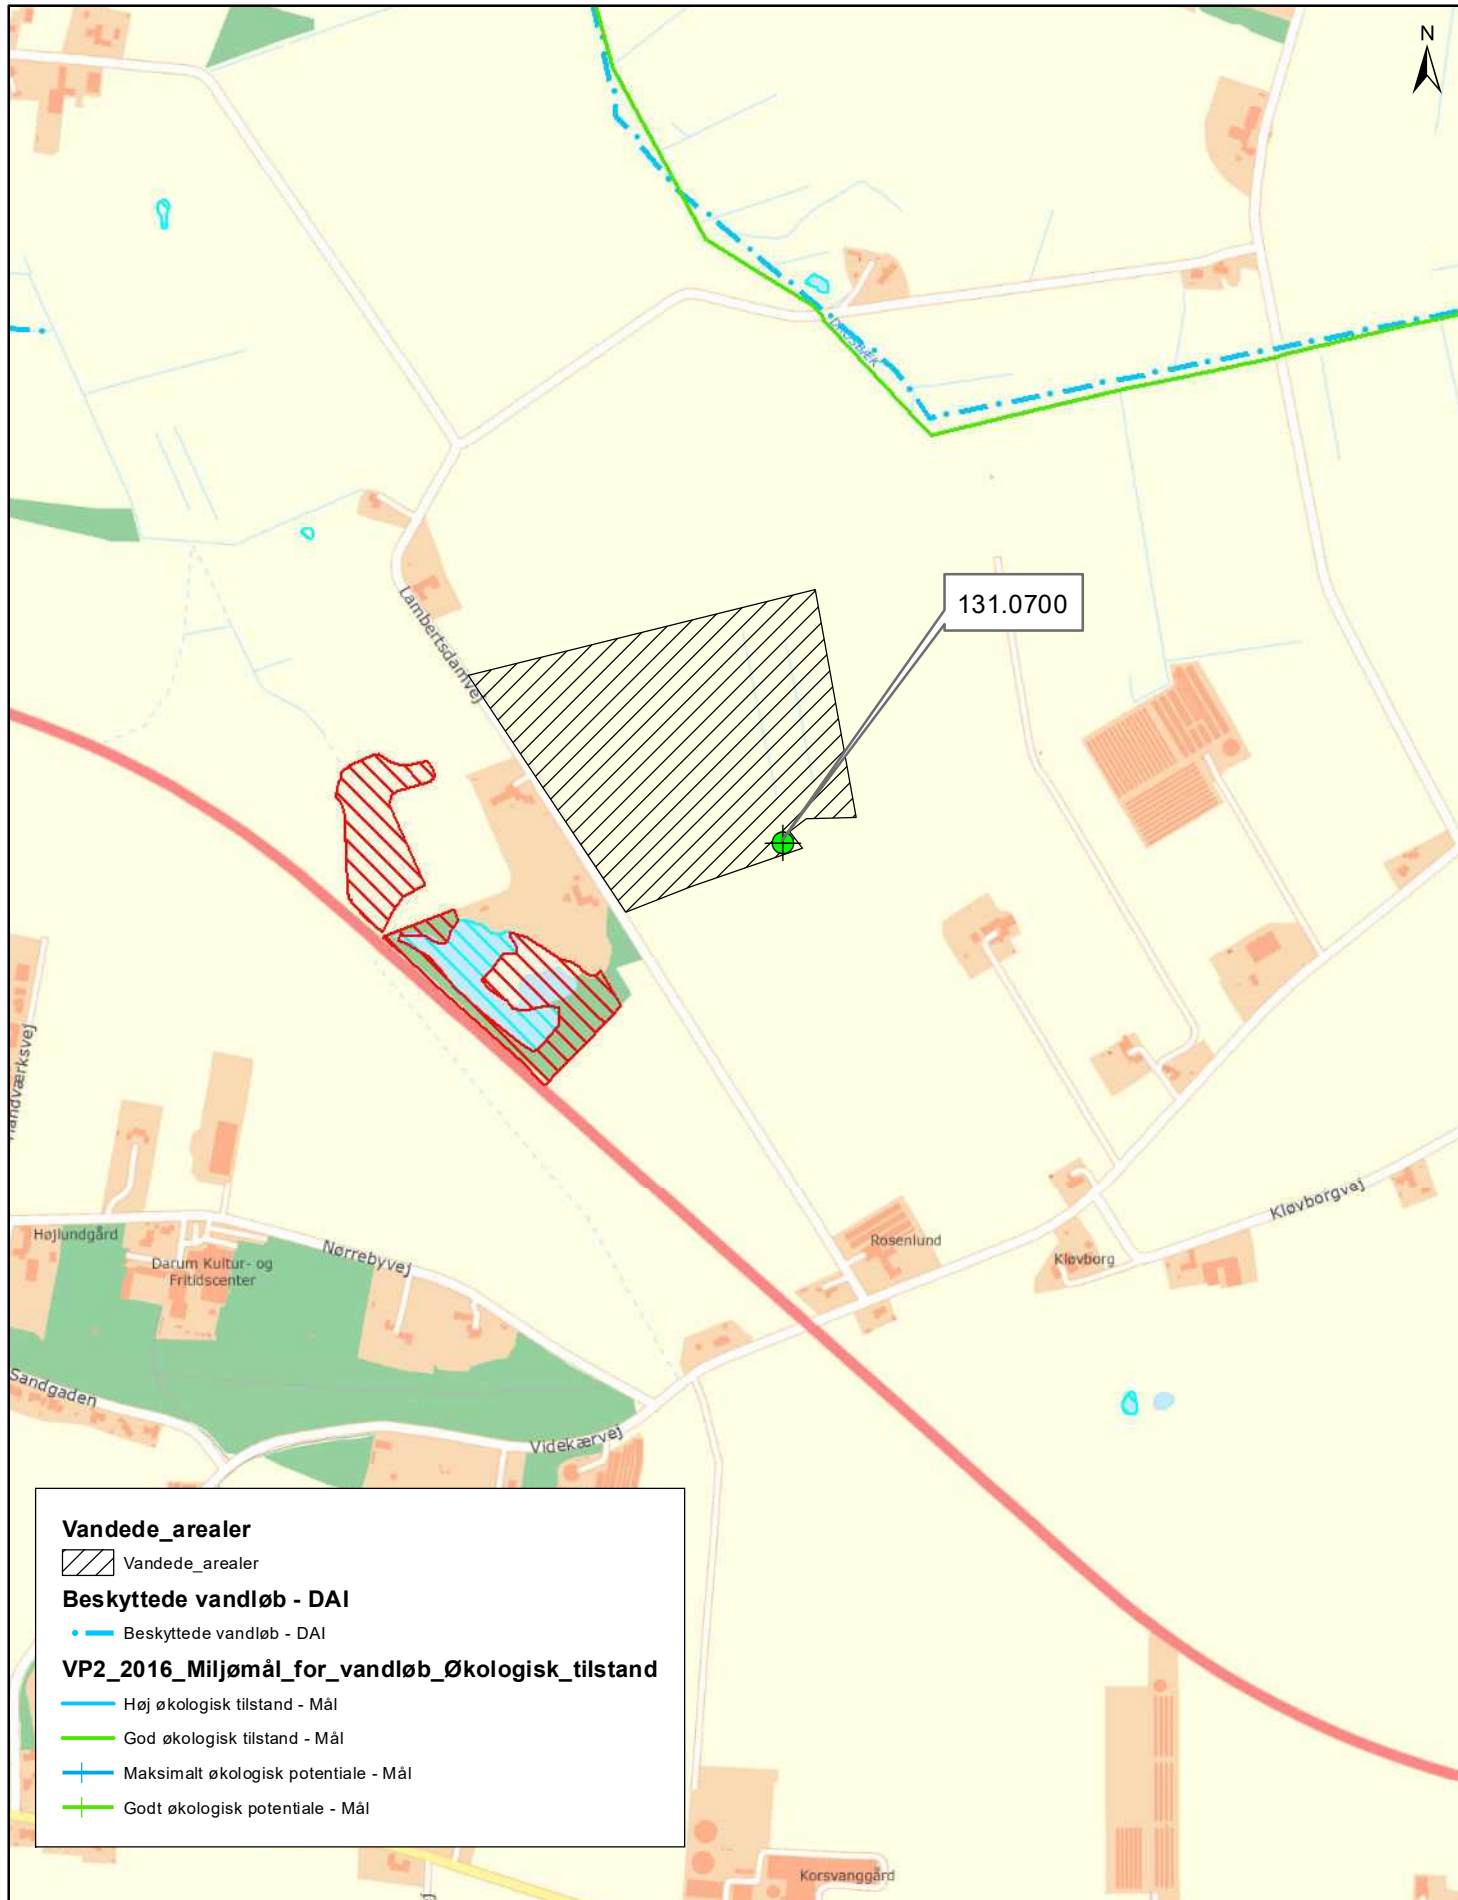 N
131.0700
Lambertsdamvej
Højlundgård
Darum Kultur- og
Fritidscenter
Nørrebyvej
Sandgaden
Videkærvej
Rosenlund
Kløvborg
Kløvborgvej
Korsvanggård
Vandede_arealer
Vandede_arealer
Beskyttede vandløb - DAI
Beskyttede vandløb - DAI
VP2_2016_Miljømål_for_vandløb_Økologisk_tilstand
Høj økologisk tilstand - Mål
God økologisk tilstand - Mål
Maksimalt økologisk potentiale - Mål
Godt økologisk potentiale - Mål